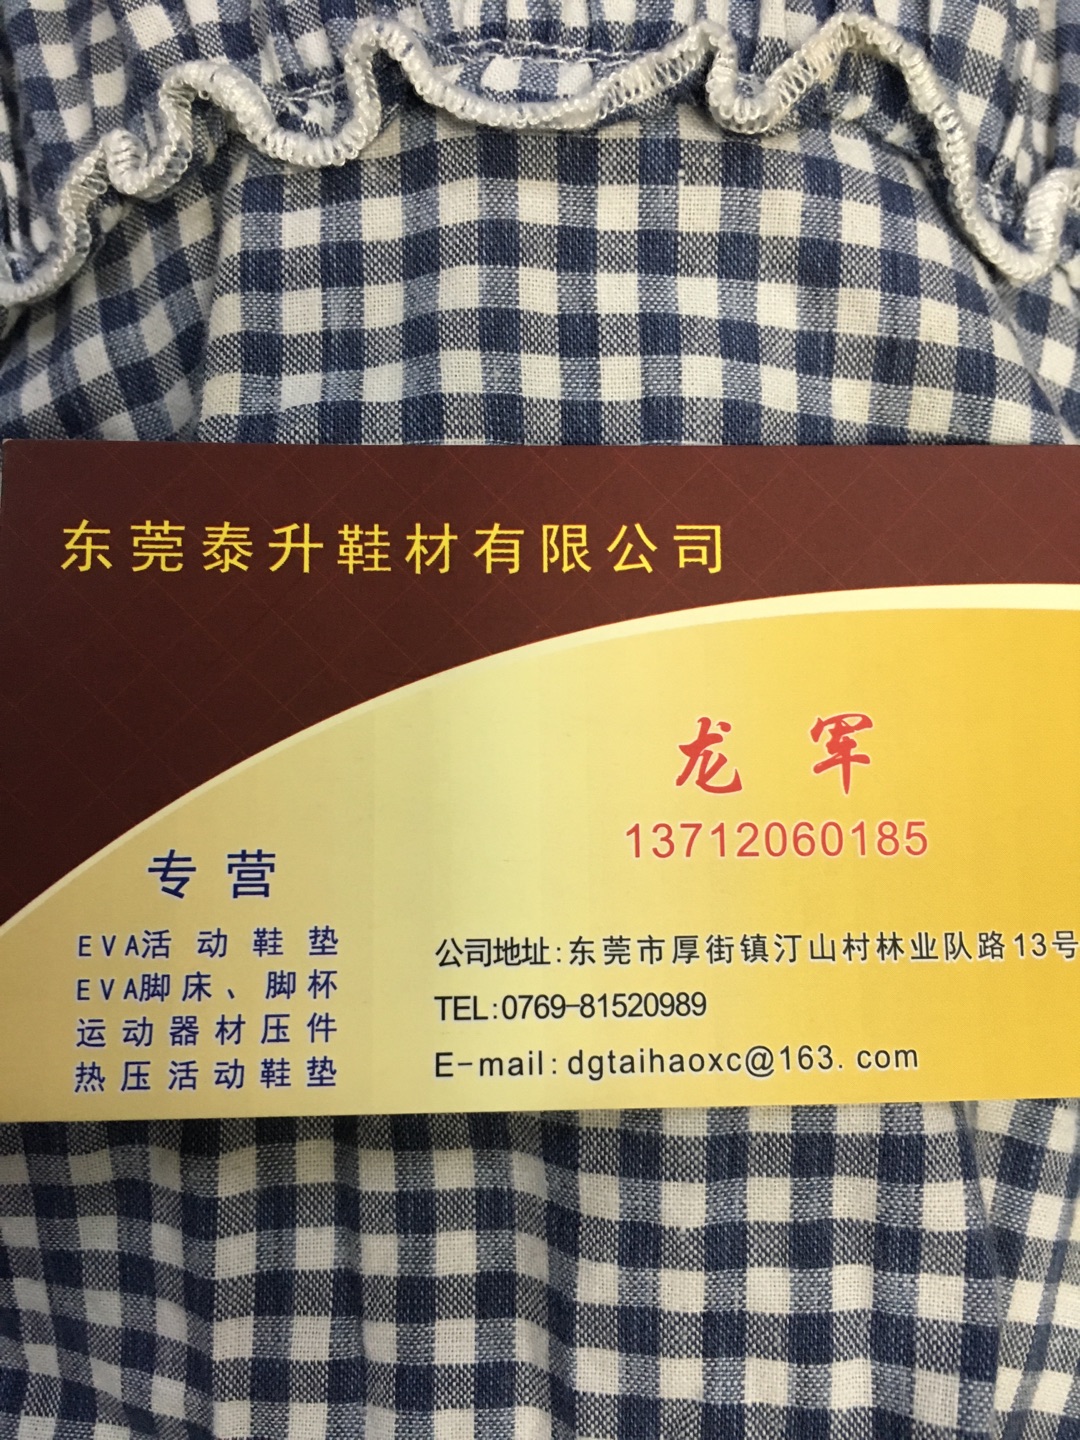 东莞泰升鞋材有限公司
龙军
13712060185
专营
EVA活动鞋垫
EVA脚床、脚杯
运动器材压件
热压活动鞋垫
公司地址:东莞市厚街镇汀山村林业队路13号
TEL:0769-81520989
E-mail:dgtaihaoxc@163.com